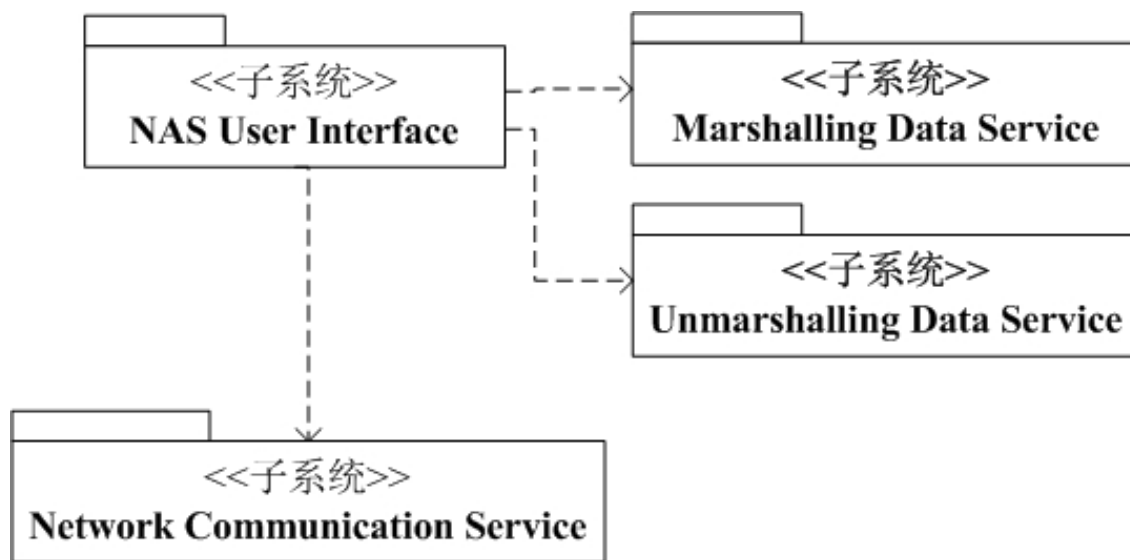 <<子系统>>
NAS User Interface
<<子系统>>
Marshalling Data Service
<<子系统>>
Unmarshalling Data Service
<<子系统>>
Network Communication Service